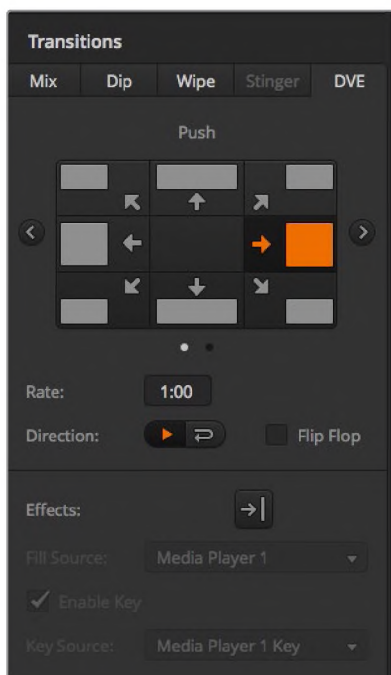 Transitions
Mix Dip Wipe Stinger DVE
Push
Rate: 1:00
Direction: Flip Flop
Effects:
Fill Source: Media Player 1
Enable Key
Key Source: Media Player 1 Key